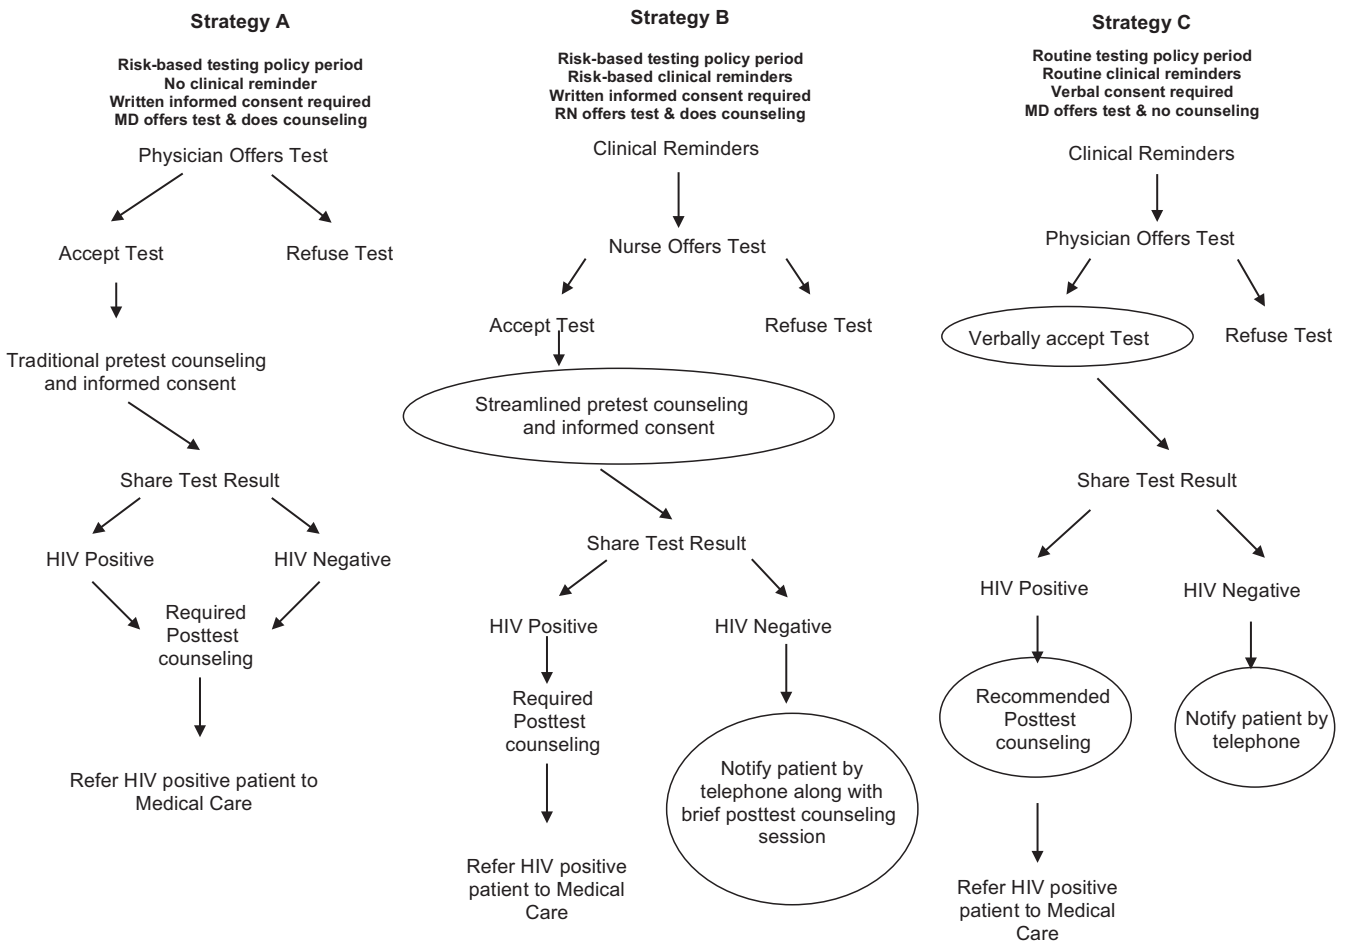 Strategy A
Risk-based testing policy period
No clinical reminder
Written informed consent required
MD offers test & does counseling
Physician Offers Test
Accept Test
Refuse Test
Traditional pretest counseling
and informed consent
Share Test Result
HIV Positive
HIV Negative
Required
Posttest
counseling
Refer HIV positive patient to
Medical Care
Strategy B
Risk-based testing policy period
Risk-based clinical reminders
Written informed consent required
RN offers test & does counseling
Clinical Reminders
Nurse Offers Test
Accept Test
Refuse Test
Streamlined pretest counseling
and informed consent
Share Test Result
HIV Positive
HIV Negative
Required
Posttest
counseling
Notify patient by
telephone along with
brief posttest counseling
session
Refer HIV positive
patient to Medical
Care
Strategy C
Routine testing policy period
Routine clinical reminders
Verbal consent required
MD offers test & no counseling
Clinical Reminders
Physician Offers Test
Verbally accept Test
Refuse Test
Share Test Result
HIV Positive
HIV Negative
Recommended
Posttest
counseling
Notify patient by
telephone
Refer HIV positive
patient to Medical
Care